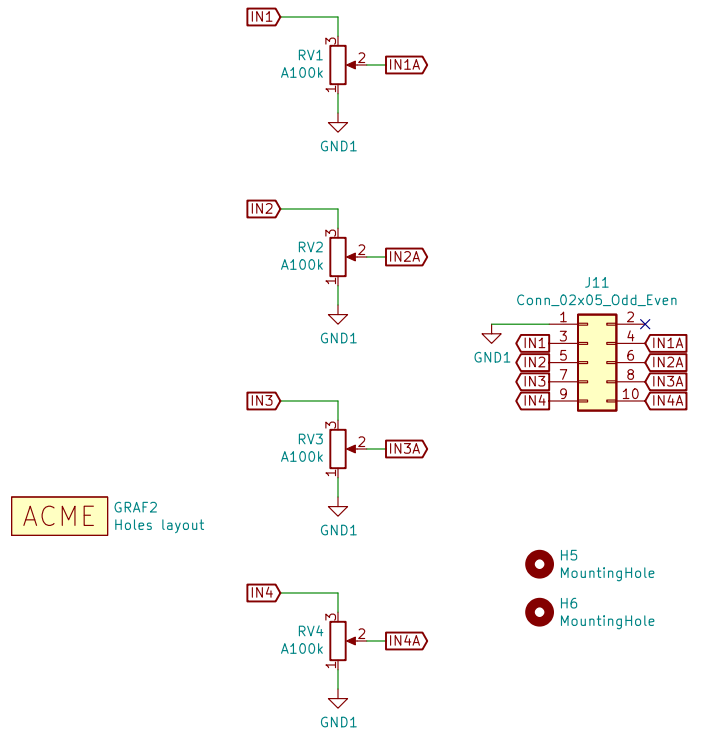 IN1
3
RV1
A100k
2
IN1A
1
GND1
IN2
3
RV2
A100k
2
IN2A
1
GND1
J11
Conn_02x05_Odd_Even
1 2
GND1
IN1 3 4 IN1A
IN2 5 6 IN2A
IN3 7 8 IN3A
IN4 9 10 IN4A
IN3
3
RV3
A100k
2
IN3A
1
GND1
ACME
GRAF2
Holes layout
H5
MountingHole
H6
MountingHole
IN4
3
RV4
A100k
2
IN4A
1
GND1